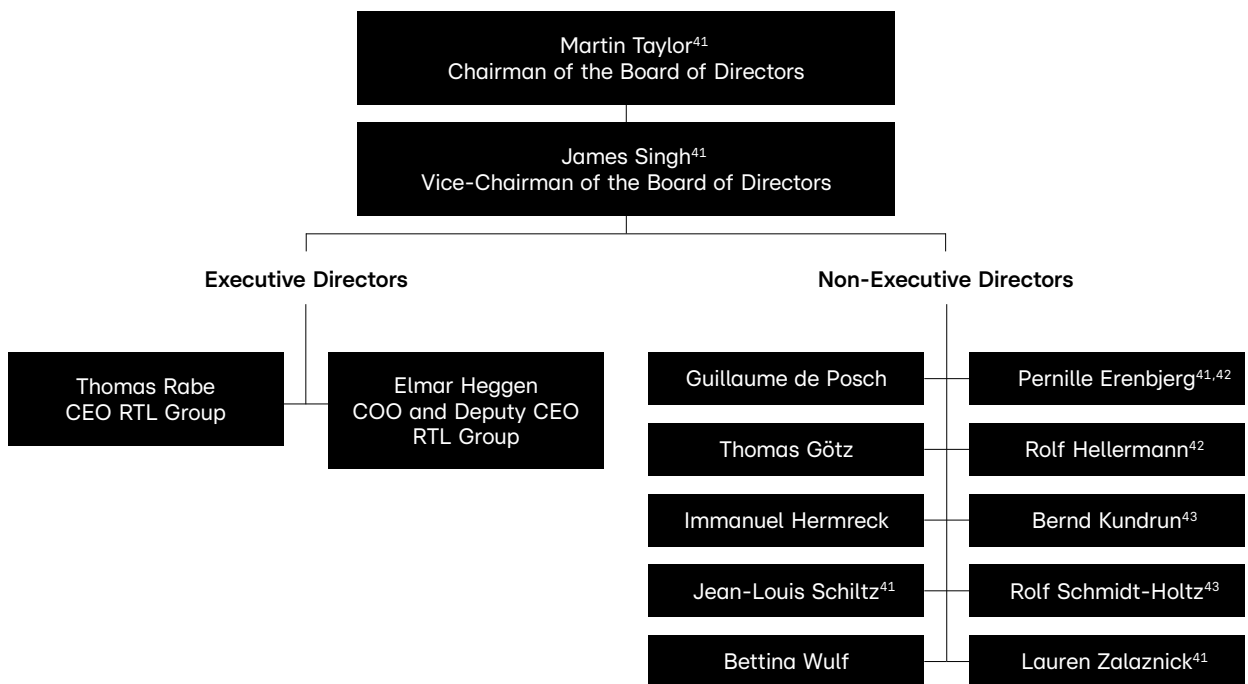 Martin Taylor⁴¹
Chairman of the Board of Directors
James Singh⁴¹
Vice-Chairman of the Board of Directors
Executive Directors
Non-Executive Directors
Thomas Rabe
CEO RTL Group
Elmar Heggen
COO and Deputy CEO
RTL Group
Guillaume de Posch
Pernille Erenbjerg⁴¹,⁴²
Thomas Götz
Rolf Hellermann⁴²
Immanuel Hermreck
Bernd Kundrun⁴³
Jean-Louis Schiltz⁴¹
Rolf Schmidt-Holtz⁴³
Bettina Wulf
Lauren Zalaznick⁴¹